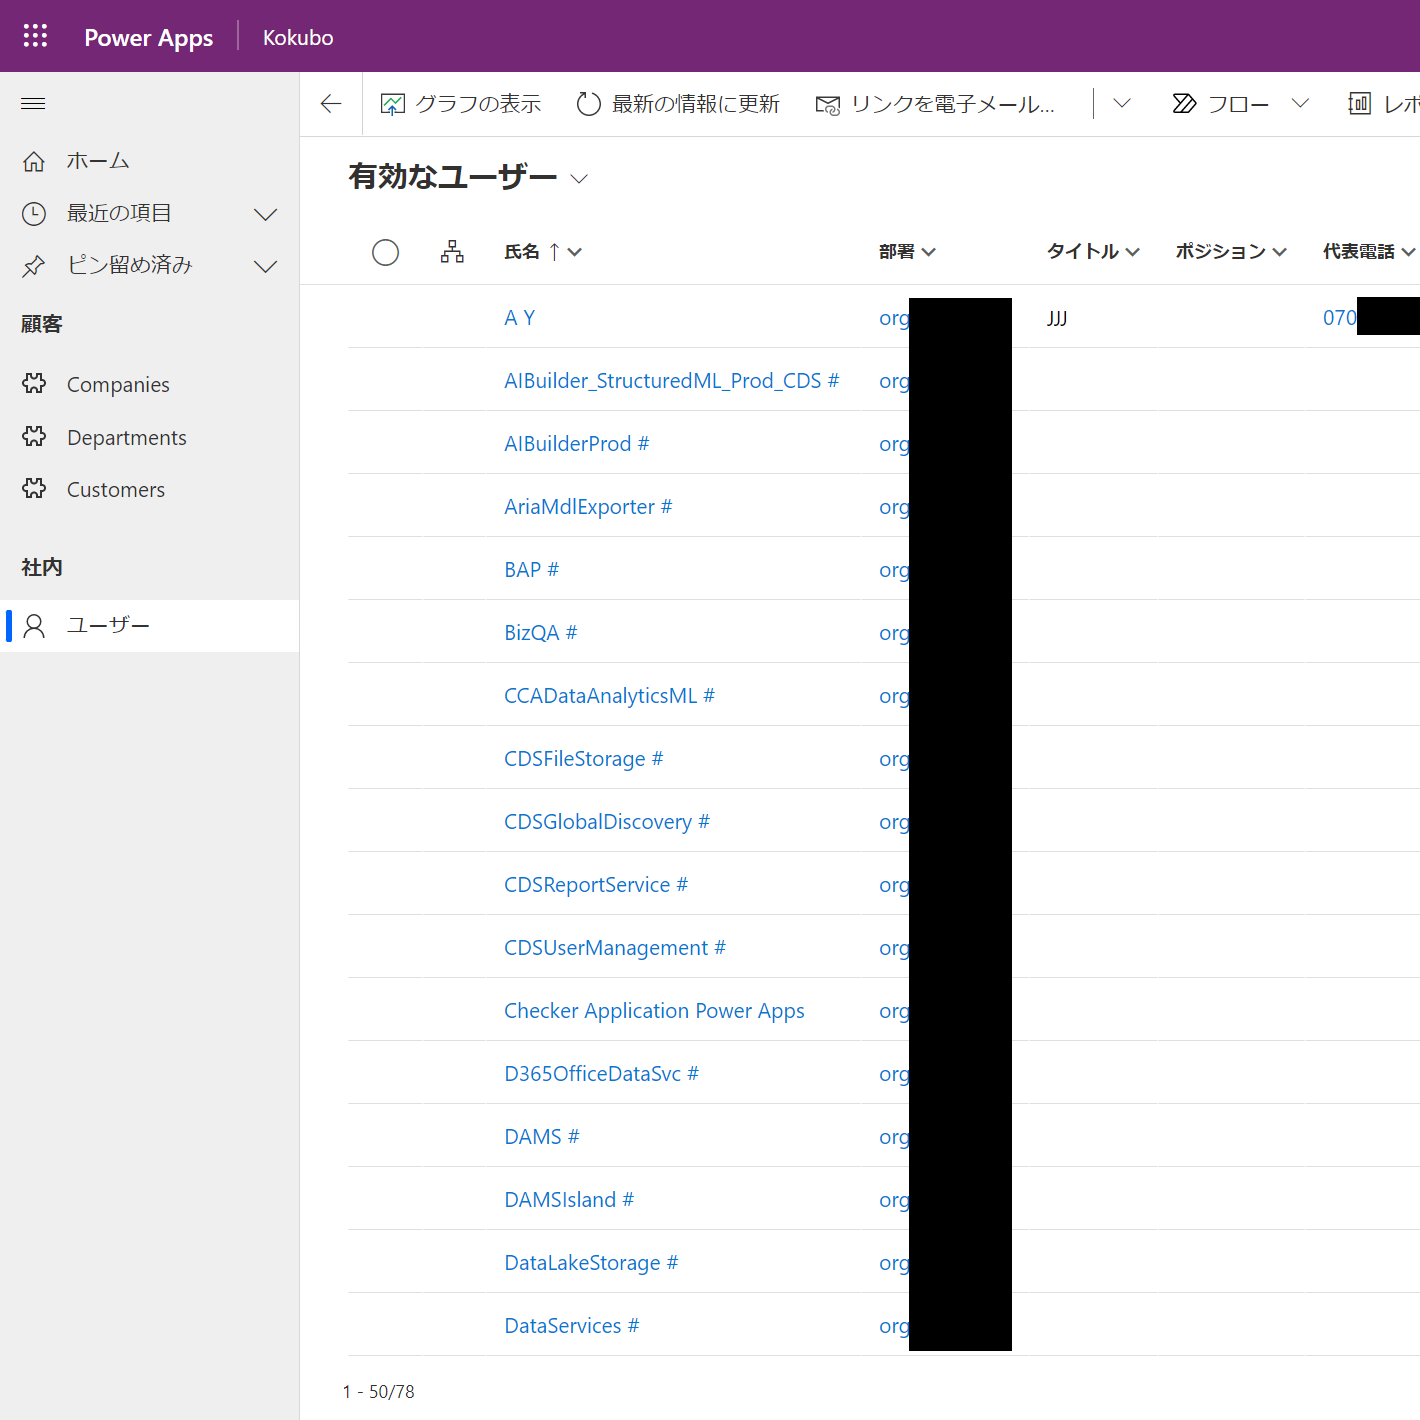 Power Apps Kokubo
グラフの表示 最新の情報に更新 リンクを電子メール... フロー レポ
ホーム
最近の項目
ピン留め済み
顧客
Companies
Departments
Customers
社内
ユーザー
有効なユーザー
氏名 ↑ 部署 タイトル ポジション 代表電話
A Y org JJJ 070
AIBuilder_StructuredML_Prod_CDS # org
AIBuilderProd # org
AriaMdlExporter # org
BAP # org
BizQA # org
CCADataAnalyticsML # org
CDSFileStorage # org
CDSGlobalDiscovery # org
CDSReportService # org
CDSUserManagement # org
Checker Application Power Apps org
D365OfficeDataSvc # org
DAMS # org
DAMSIsland # org
DataLakeStorage # org
DataServices # org
1 - 50/78